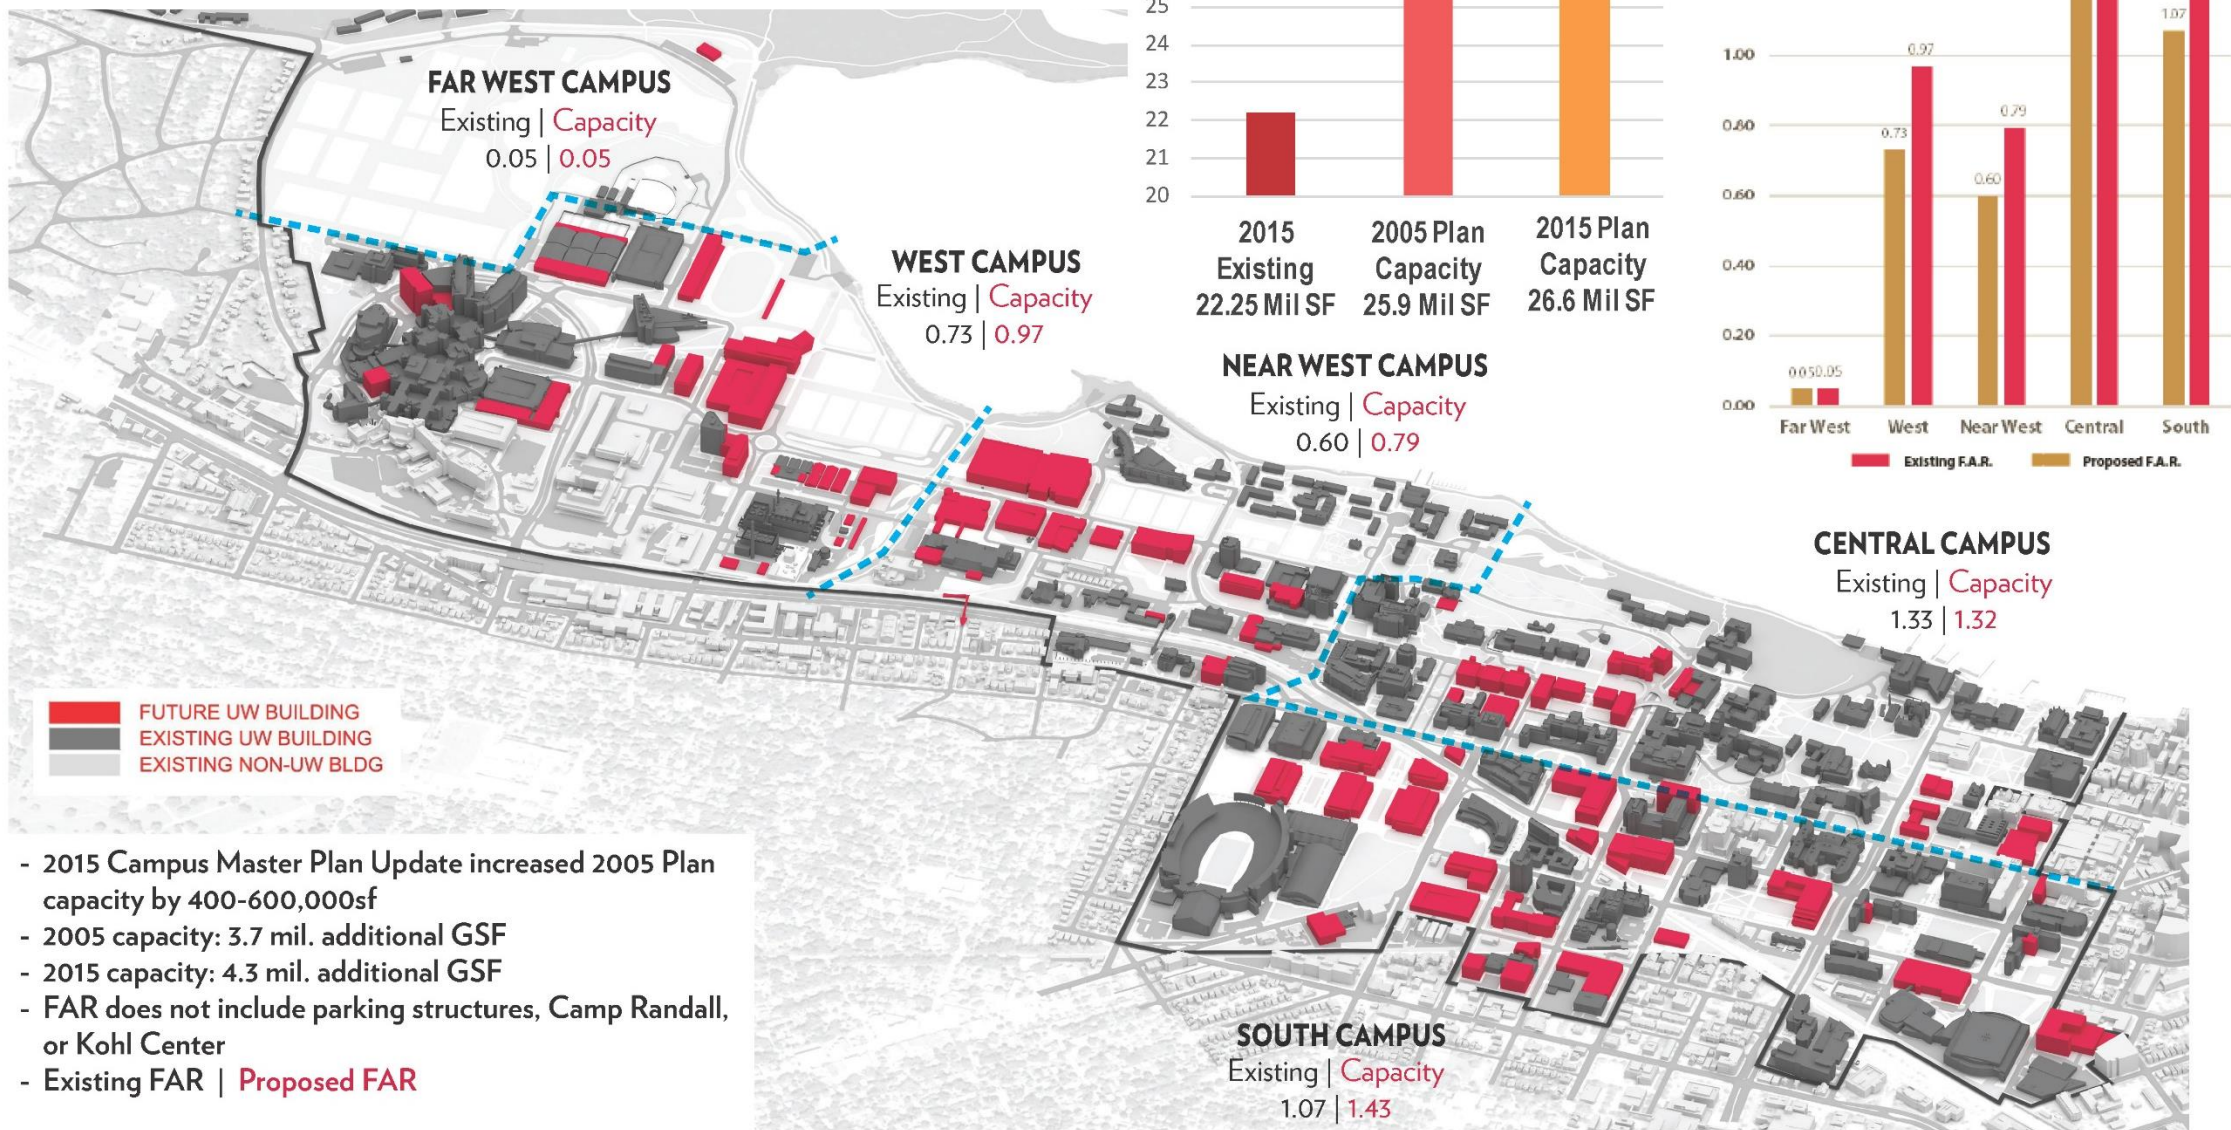 FAR WEST CAMPUS
Existing | Capacity
0.05 | 0.05
WEST CAMPUS
Existing | Capacity
0.73 | 0.97
25
24
23
22
21
20
2015
Existing
22.25 Mil SF
2005 Plan
Capacity
25.9 Mil SF
2015 Plan
Capacity
26.6 Mil SF
NEAR WEST CAMPUS
Existing | Capacity
0.60 | 0.79
1.00
0.80
0.60
0.40
0.20
0.00
0.05
0.05
0.73
0.97
0.60
0.79
1.07
Far West
West
Near West
Central
South
Existing F.A.R.
Proposed F.A.R.
CENTRAL CAMPUS
Existing | Capacity
1.33 | 1.32
FUTURE UW BUILDING
EXISTING UW BUILDING
EXISTING NON-UW BLDG
- 2015 Campus Master Plan Update increased 2005 Plan
capacity by 400-600,000sf
- 2005 capacity: 3.7 mil. additional GSF
- 2015 capacity: 4.3 mil. additional GSF
- FAR does not include parking structures, Camp Randall,
or Kohl Center
- Existing FAR | Proposed FAR
SOUTH CAMPUS
Existing | Capacity
1.07 | 1.43